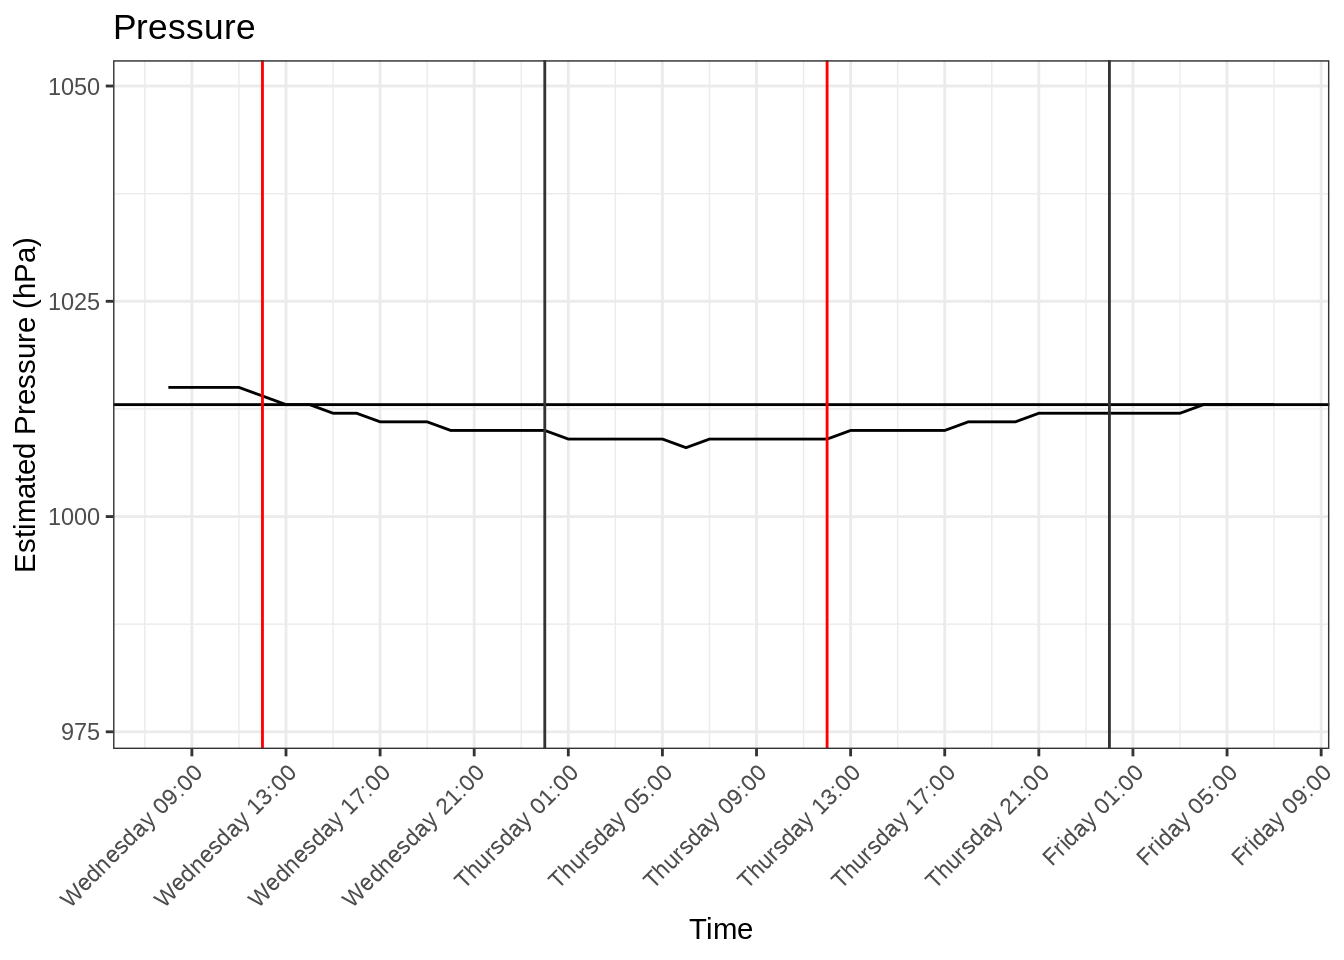 Pressure
Estimated Pressure (hPa)
1050
1025
1000
975
Wednesday 09:00
Wednesday 13:00
Wednesday 17:00
Wednesday 21:00
Thursday 01:00
Thursday 05:00
Thursday 09:00
Thursday 13:00
Thursday 17:00
Thursday 21:00
Friday 01:00
Friday 05:00
Friday 09:00
Time